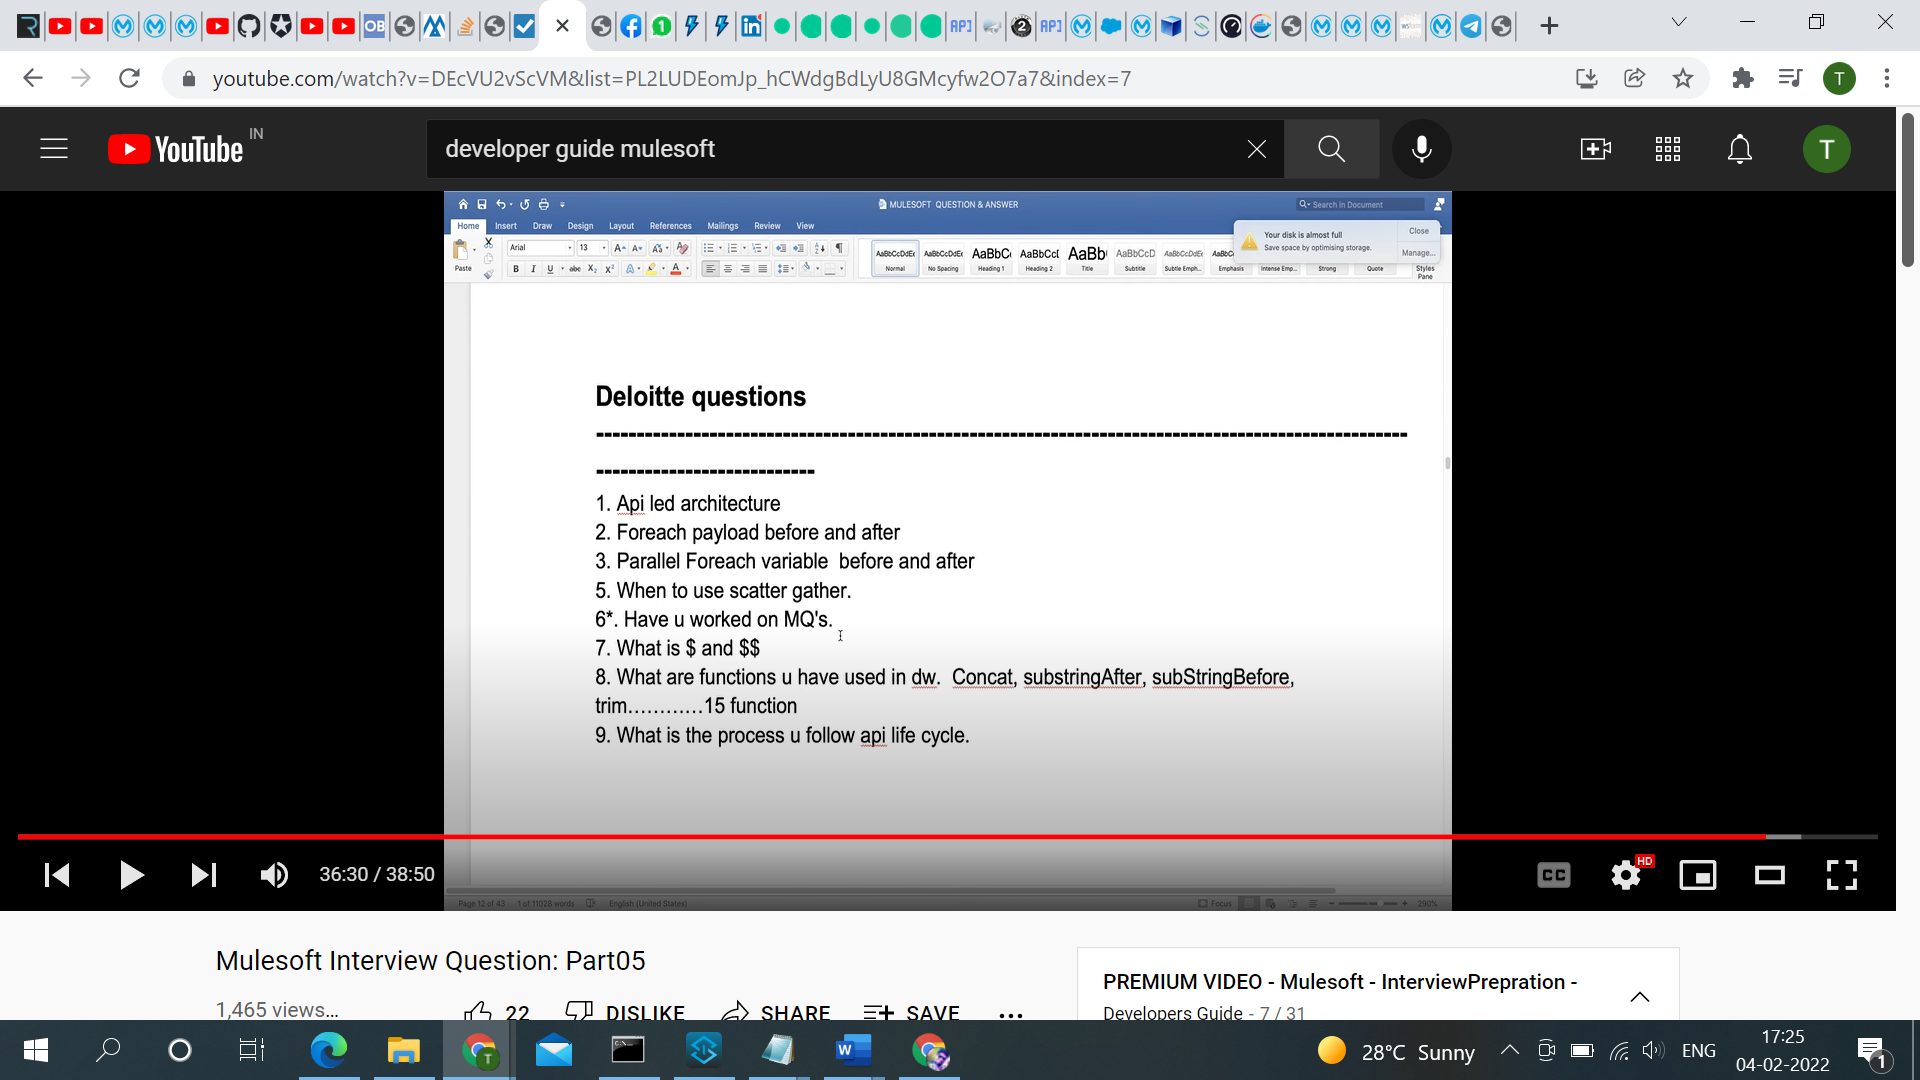 youtube.com/watch?v=DEcVU2vScVM&list=PL2LUDEomJp_hCWdgBdLyU8GMcyfw2O7a7&index=7
T
YouTube IN
developer guide mulesoft
T
MULESOFT QUESTION & ANSWER
Search in Document
Home Insert Draw Design Layout References Mailings Review View
Your disk is almost full
Save space by optimising storage.
Close
Manage...
Paste
Arial 13
AaBbCcDdEe Normal
AaBbCcDdEe No Spacing
AaBbC Heading 1
AaBbCcI Heading 2
AaBb Title
AaBbCcD Subtitle
AaBbCcDdEe Subtle Emph...
AaBbC Emphasis
Intense Emp...
Strong
Quote
Styles Pane
Deloitte questions
1. Api led architecture
2. Foreach payload before and after
3. Parallel Foreach variable before and after
5. When to use scatter gather.
6*. Have u worked on MQ's.
7. What is $ and $$
8. What are functions u have used in dw. Concat, substringAfter, subStringBefore,
trim…………15 function
9. What is the process u follow api life cycle.
36:30 / 38:50
CC
HD
Page 12 of 43 1 of 11028 words English (United States)
Focus
290%
Mulesoft Interview Question: Part05
1,465 views...
22 DISLIKE SHARE SAVE ...
PREMIUM VIDEO - Mulesoft - InterviewPrepration -
Developers Guide - 7 / 31
28°C Sunny
ENG
17:25
04-02-2022
1